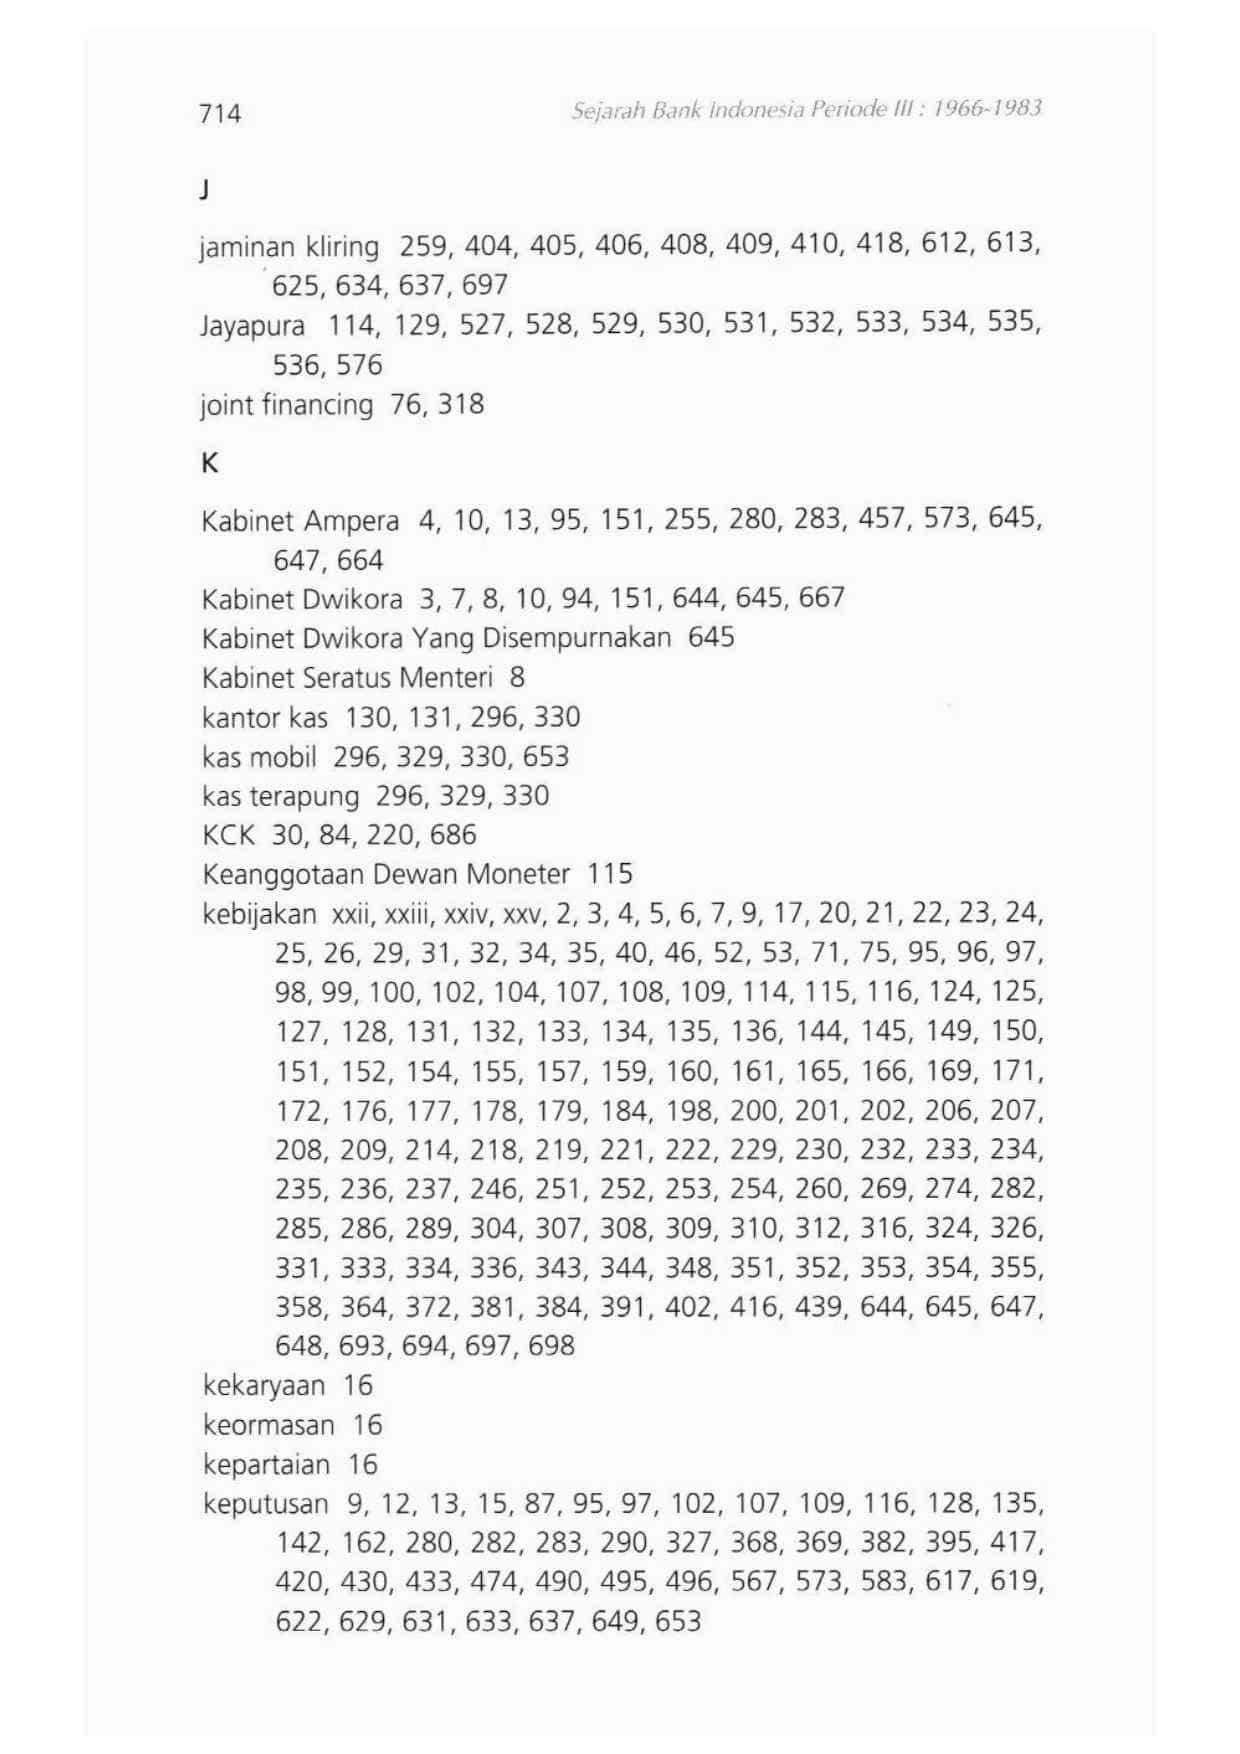 714
Sejarah Bank Indonesia Periode III : 1966-1983
J
jaminan kliring 259, 404, 405, 406, 408, 409, 410, 418, 612, 613,
625, 634, 637, 697
Jayapura 114, 129, 527, 528, 529, 530, 531, 532, 533, 534, 535,
536, 576
joint financing 76, 318
K
Kabinet Ampera 4, 10, 13, 95, 151, 255, 280, 283, 457, 573, 645,
647, 664
Kabinet Dwikora 3, 7, 8, 10, 94, 151, 644, 645, 667
Kabinet Dwikora Yang Disempurnakan 645
Kabinet Seratus Menteri 8
kantor kas 130, 131, 296, 330
kas mobil 296, 329, 330, 653
kas terapung 296, 329, 330
KCK 30, 84, 220, 686
Keanggotaan Dewan Moneter 115
kebijakan xxii, xxiii, xxiv, xxv, 2, 3, 4, 5, 6, 7, 9, 17, 20, 21, 22, 23, 24,
25, 26, 29, 31, 32, 34, 35, 40, 46, 52, 53, 71, 75, 95, 96, 97,
98, 99, 100, 102, 104, 107, 108, 109, 114, 115, 116, 124, 125,
127, 128, 131, 132, 133, 134, 135, 136, 144, 145, 149, 150,
151, 152, 154, 155, 157, 159, 160, 161, 165, 166, 169, 171,
172, 176, 177, 178, 179, 184, 198, 200, 201, 202, 206, 207,
208, 209, 214, 218, 219, 221, 222, 229, 230, 232, 233, 234,
235, 236, 237, 246, 251, 252, 253, 254, 260, 269, 274, 282,
285, 286, 289, 304, 307, 308, 309, 310, 312, 316, 324, 326,
331, 333, 334, 336, 343, 344, 348, 351, 352, 353, 354, 355,
358, 364, 372, 381, 384, 391, 402, 416, 439, 644, 645, 647,
648, 693, 694, 697, 698
kekaryaan 16
keormasan 16
kepartaian 16
keputusan 9, 12, 13, 15, 87, 95, 97, 102, 107, 109, 116, 128, 135,
142, 162, 280, 282, 283, 290, 327, 368, 369, 382, 395, 417,
420, 430, 433, 474, 490, 495, 496, 567, 573, 583, 617, 619,
622, 629, 631, 633, 637, 649, 653